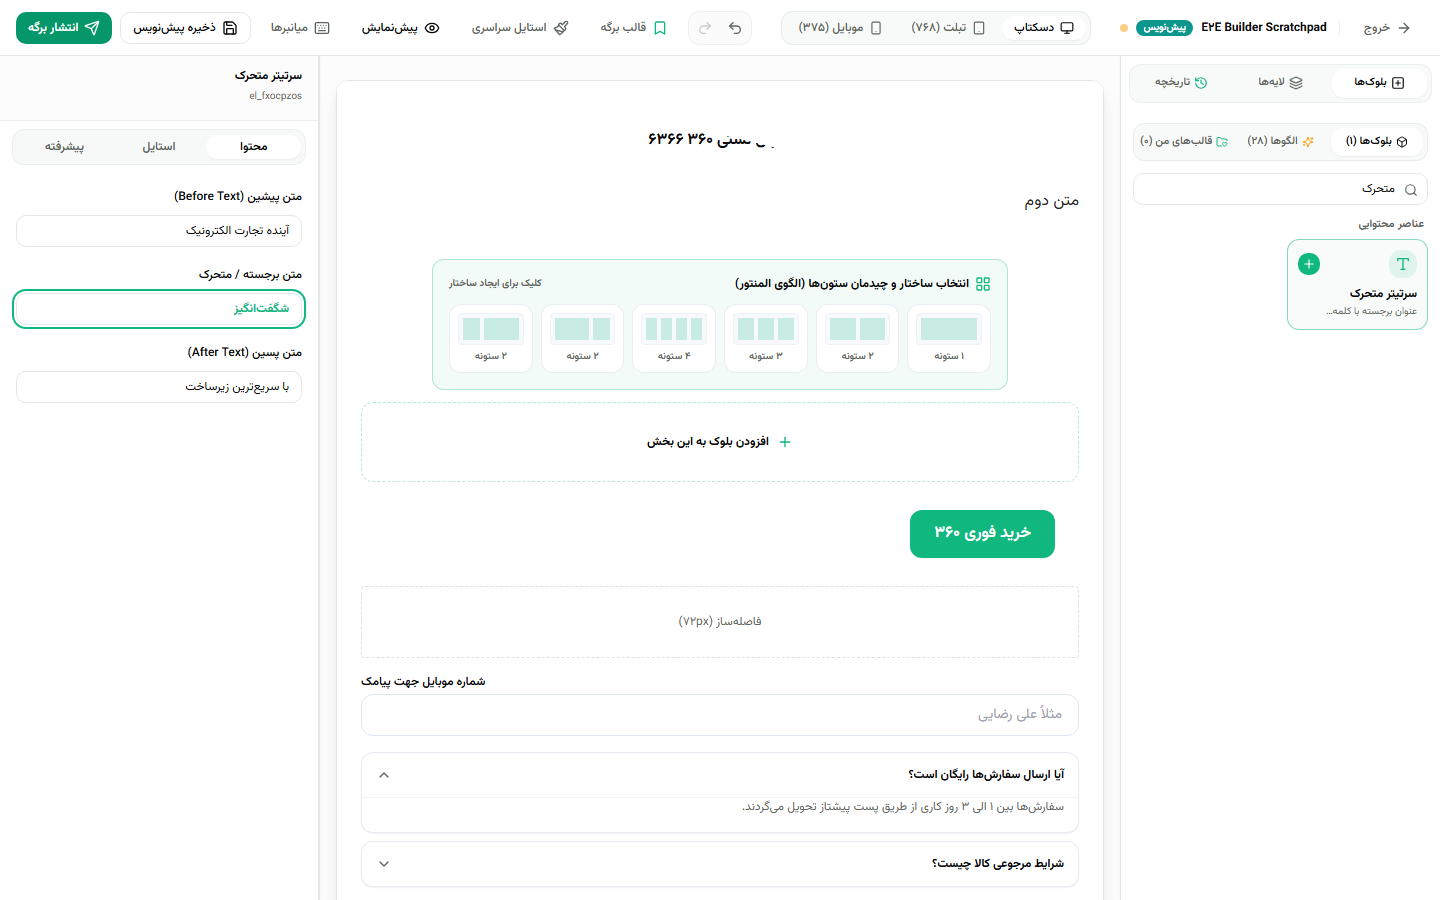 خروج
E2E Builder Scratchpad
پیش‌نویس
دسکتاپ
تبلت (۷۶۸)
موبایل (۳۷۵)
قالب برگه
استایل سراسری
پیش‌نمایش
میانبرها
ذخیره پیش‌نویس
انتشار برگه
بلوک‌ها
لایه‌ها
تاریخچه
بلوک‌ها (۱)
الگوها (۲۸)
قالب‌های من (۰)
متحرک
عناصر محتوایی
سرتیتر متحرک
عنوان برجسته با کلمه...
۳۶۰ ۶۳۶۶
متن دوم
انتخاب ساختار و چیدمان ستون‌ها (الگوی المنتور)
کلیک برای ایجاد ساختار
۱ ستونه
۲ ستونه
۳ ستونه
۴ ستونه
۲ ستونه
۲ ستونه
افزودن بلوک به این بخش
خرید فوری ۳۶۰
فاصله‌ساز (۷۲px)
شماره موبایل جهت پیامک
مثلاً علی رضایی
آیا ارسال سفارش‌ها رایگان است؟
سفارش‌ها بین ۱ الی ۳ روز کاری از طریق پست پیشتاز تحویل می‌گردند.
شرایط مرجوعی کالا چیست؟
سرتیتر متحرک
el_fxocpzos
محتوا
استایل
پیشرفته
متن پیشین (Before Text)
آینده تجارت الکترونیک
متن برجسته / متحرک
شگفت‌انگیز
متن پسین (After Text)
با سریع‌ترین زیرساخت